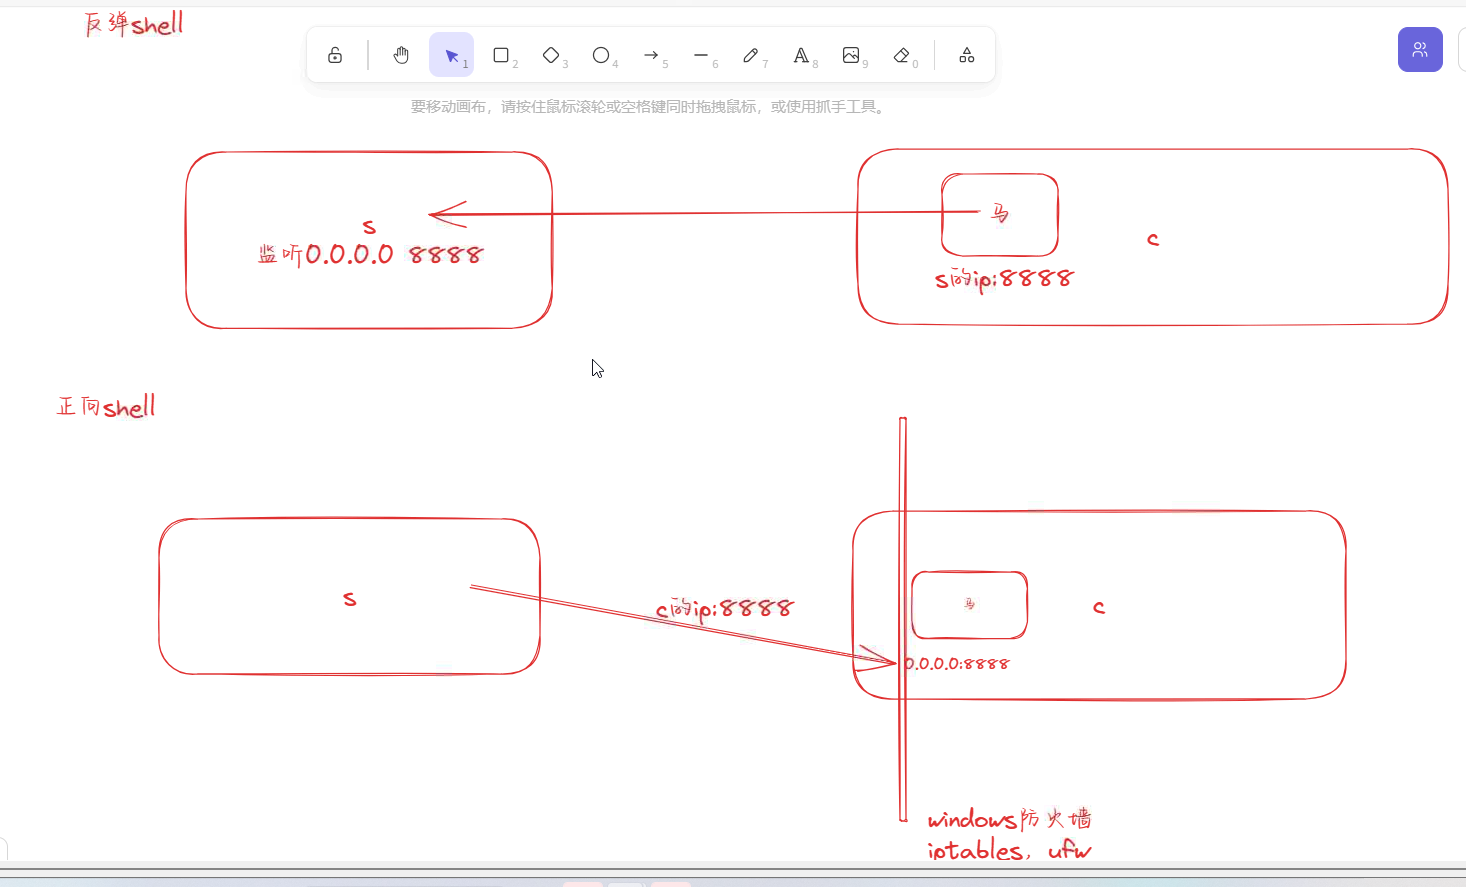 反弹shell
1
2
3
4
5
6
7
8
9
0
要移动画布，请按住鼠标滚轮或空格键同时拖拽鼠标，或使用抓手工具。
s
监听0.0.0.0 8888
马
c
s的ip:8888
正向shell
s
c的ip:8888
马
c
0.0.0.0:8888
windows防火墙
iptables，ufw